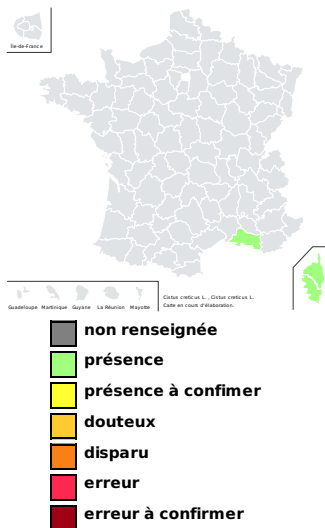 Île-de-France
Guadeloupe Martinique Guyane La Réunion Mayotte
Cistus creticus L. , Cistus creticus L.
Carte en cours d'élaboration.
non renseignée
présence
présence à confimer
douteux
disparu
erreur
erreur à confirmer